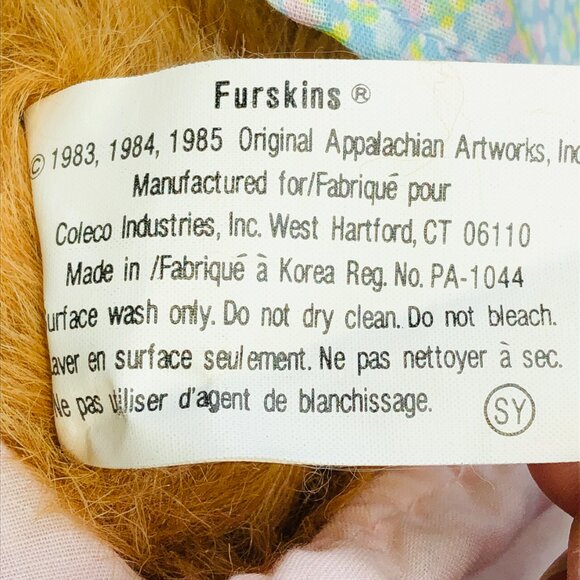 Furskins ®
© 1983, 1984, 1985 Original Appalachian Artworks, Inc
Manufactured for/Fabriqué pour
Coleco Industries, Inc. West Hartford, CT 06110
Made in /Fabriqué à Korea Reg. No. PA-1044
urface wash only. Do not dry clean. Do not bleach.
aver en surface seulement. Ne pas nettoyer à sec.
Ne pas utiliser d'agent de blanchissage.
SY